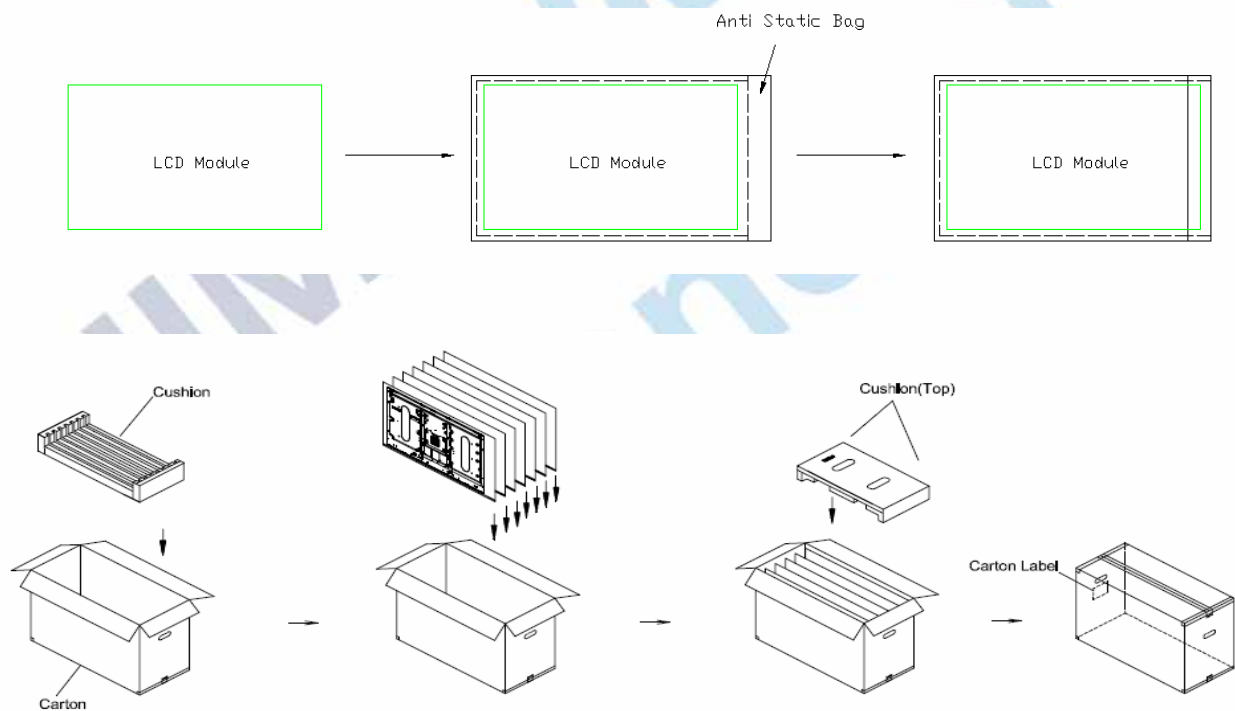 Anti Static Bag
LCD Module
LCD Module
LCD Module
Cushion
Cushion(Top)
Carton Label
Carton